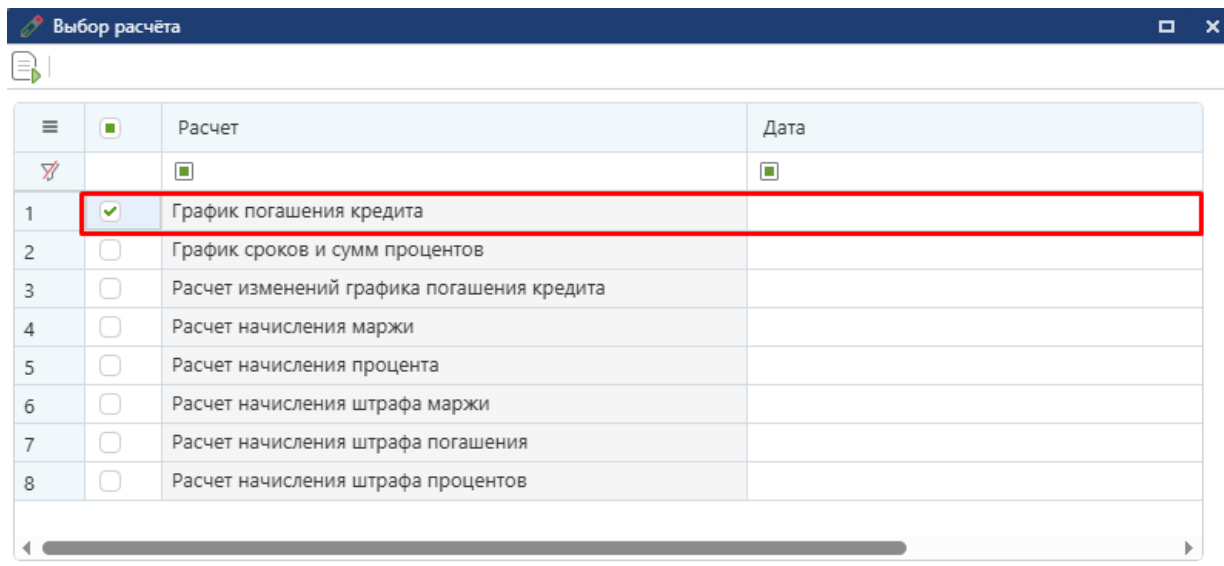 Выбор расчёта
Расчет Дата
1 График погашения кредита
2 График сроков и сумм процентов
3 Расчет изменений графика погашения кредита
4 Расчет начисления маржи
5 Расчет начисления процента
6 Расчет начисления штрафа маржи
7 Расчет начисления штрафа погашения
8 Расчет начисления штрафа процентов